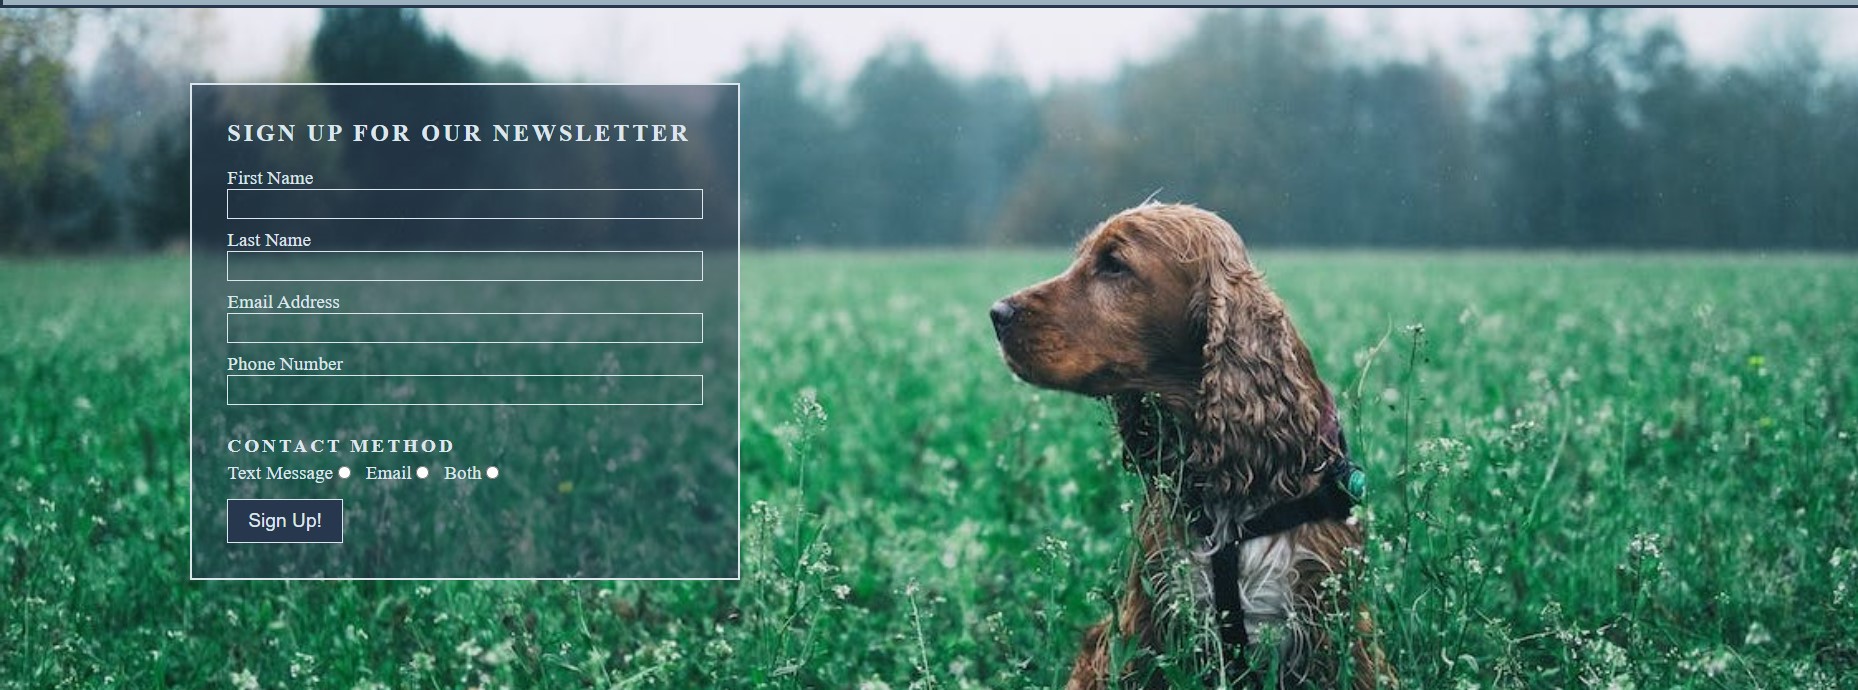 SIGN UP FOR OUR NEWSLETTER
First Name
Last Name
Email Address
Phone Number
CONTACT METHOD
Text Message Email Both
Sign Up!